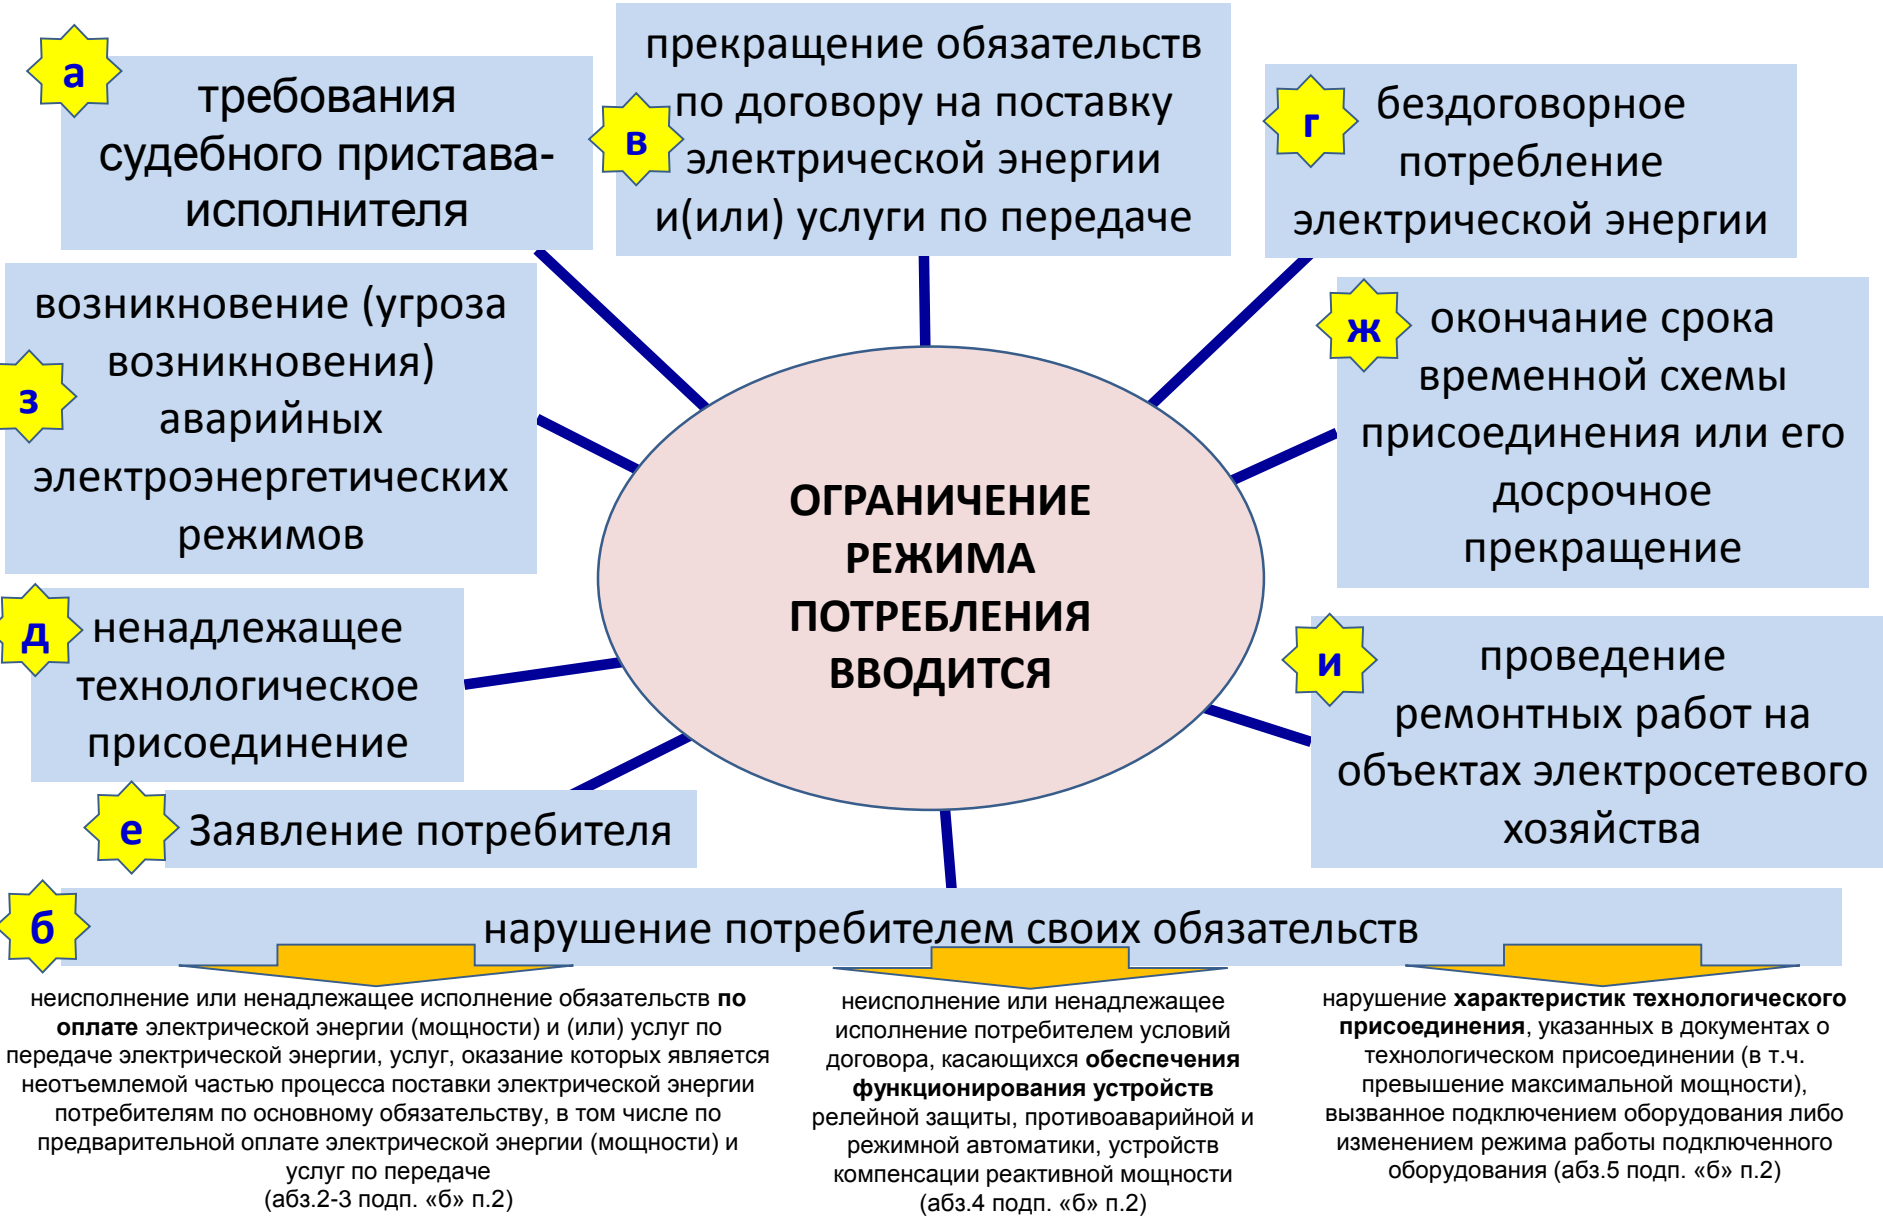 а
требования
судебного пристава-
исполнителя
в
прекращение обязательств
по договору на поставку
электрической энергии
и(или) услуги по передаче
г
бездоговорное
потребление
электрической энергии
з
возникновение (угроза
возникновения)
аварийных
электроэнергетических
режимов
ж
окончание срока
временной схемы
присоединения или его
досрочное
прекращение
ОГРАНИЧЕНИЕ
РЕЖИМА
ПОТРЕБЛЕНИЯ
ВВОДИТСЯ
д
ненадлежащее
технологическое
присоединение
и
проведение
ремонтных работ на
объектах электросетевого
хозяйства
е
Заявление потребителя
б
нарушение потребителем своих обязательств
неисполнение или ненадлежащее исполнение обязательств по
оплате электрической энергии (мощности) и (или) услуг по
передаче электрической энергии, услуг, оказание которых является
неотъемлемой частью процесса поставки электрической энергии
потребителям по основному обязательству, в том числе по
предварительной оплате электрической энергии (мощности) и
услуг по передаче
(абз.2-3 подп. «б» п.2)
неисполнение или ненадлежащее
исполнение потребителем условий
договора, касающихся обеспечения
функционирования устройств
релейной защиты, противоаварийной и
режимной автоматики, устройств
компенсации реактивной мощности
(абз.4 подп. «б» п.2)
нарушение характеристик технологического
присоединения, указанных в документах о
технологическом присоединении (в т.ч.
превышение максимальной мощности),
вызванное подключением оборудования либо
изменением режима работы подключенного
оборудования (абз.5 подп. «б» п.2)